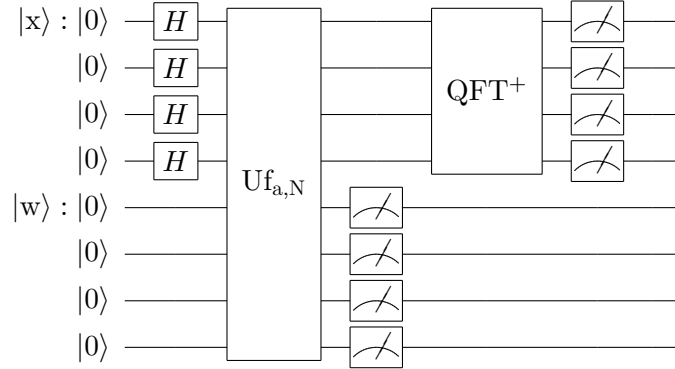 |x⟩ : |0⟩ H
|0⟩ H
|0⟩ H
|0⟩ H
Uf_{a,N}
QFT⁺
|w⟩ : |0⟩
|0⟩
|0⟩
|0⟩